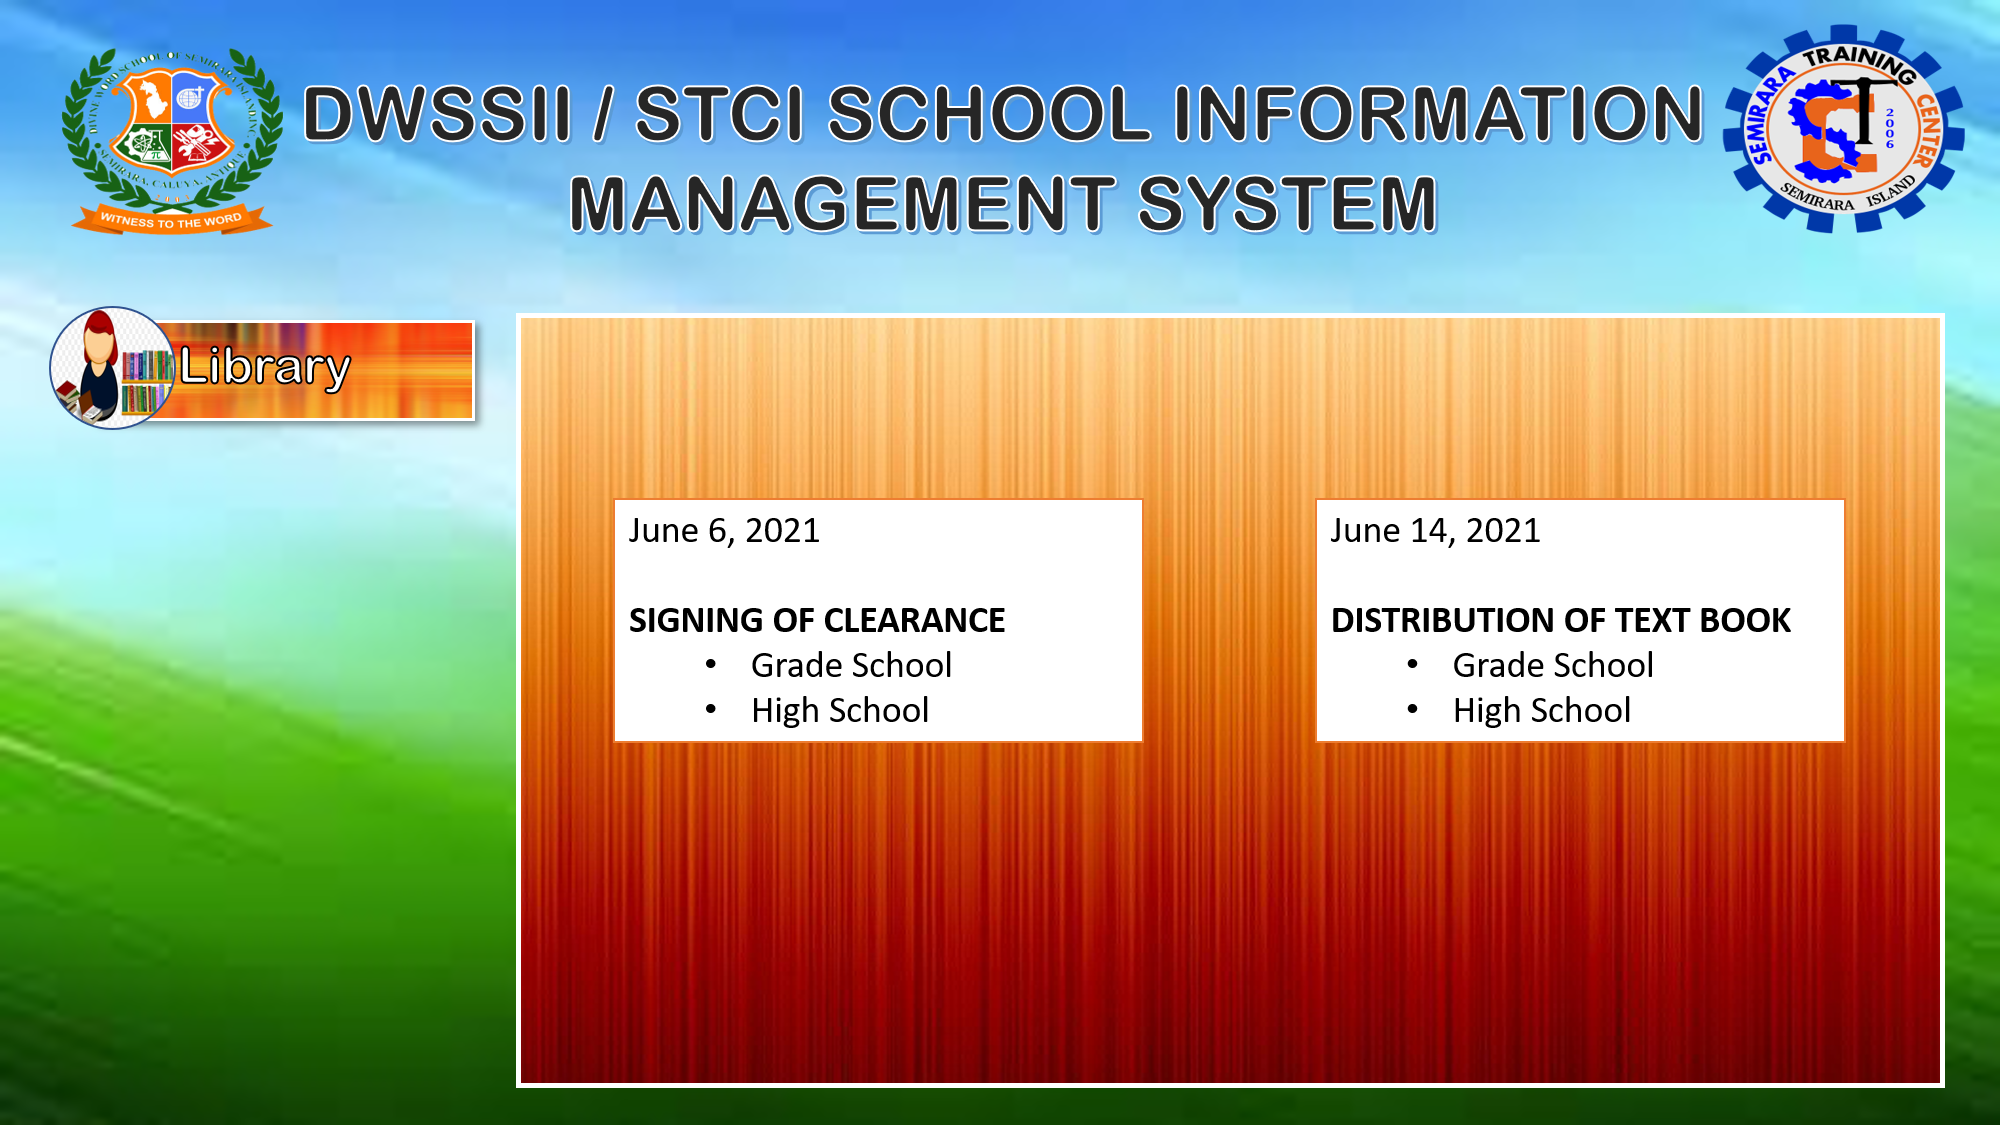 DIVINE WORD SCHOOL OF SEMIRARA ISLAND, INC.
SEMIRARA, CALUYA, ANTIQUE
WITNESS TO THE WORD
DWSSII / STCI SCHOOL INFORMATION
MANAGEMENT SYSTEM
SEMIRARA TRAINING CENTER
2006
SEMIRARA ISLAND
Library
June 6, 2021
SIGNING OF CLEARANCE
• Grade School
• High School
June 14, 2021
DISTRIBUTION OF TEXT BOOK
• Grade School
• High School